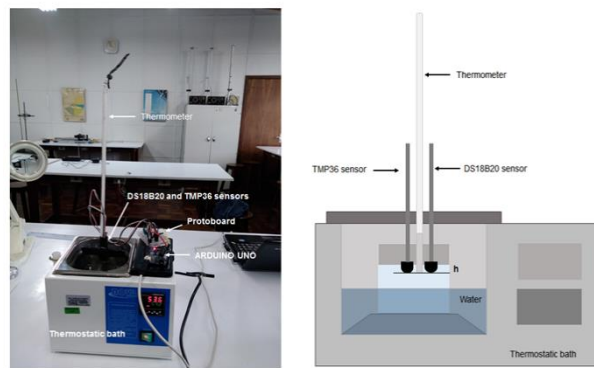 Thermometer
DS18B20 and TMP36 sensors
Protoboard
ARDUINO UNO
Thermostatic bath
Thermometer
TMP36 sensor
DS18B20 sensor
h
Water
Thermostatic bath